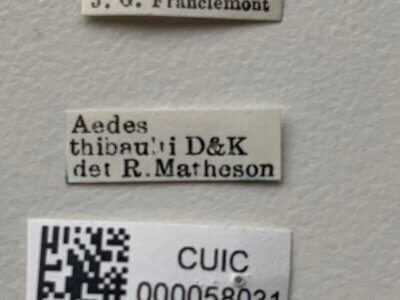 J. G. Franclemont
Aedes
thibaulti D&K
det R.Matheson
CUIC
000058031